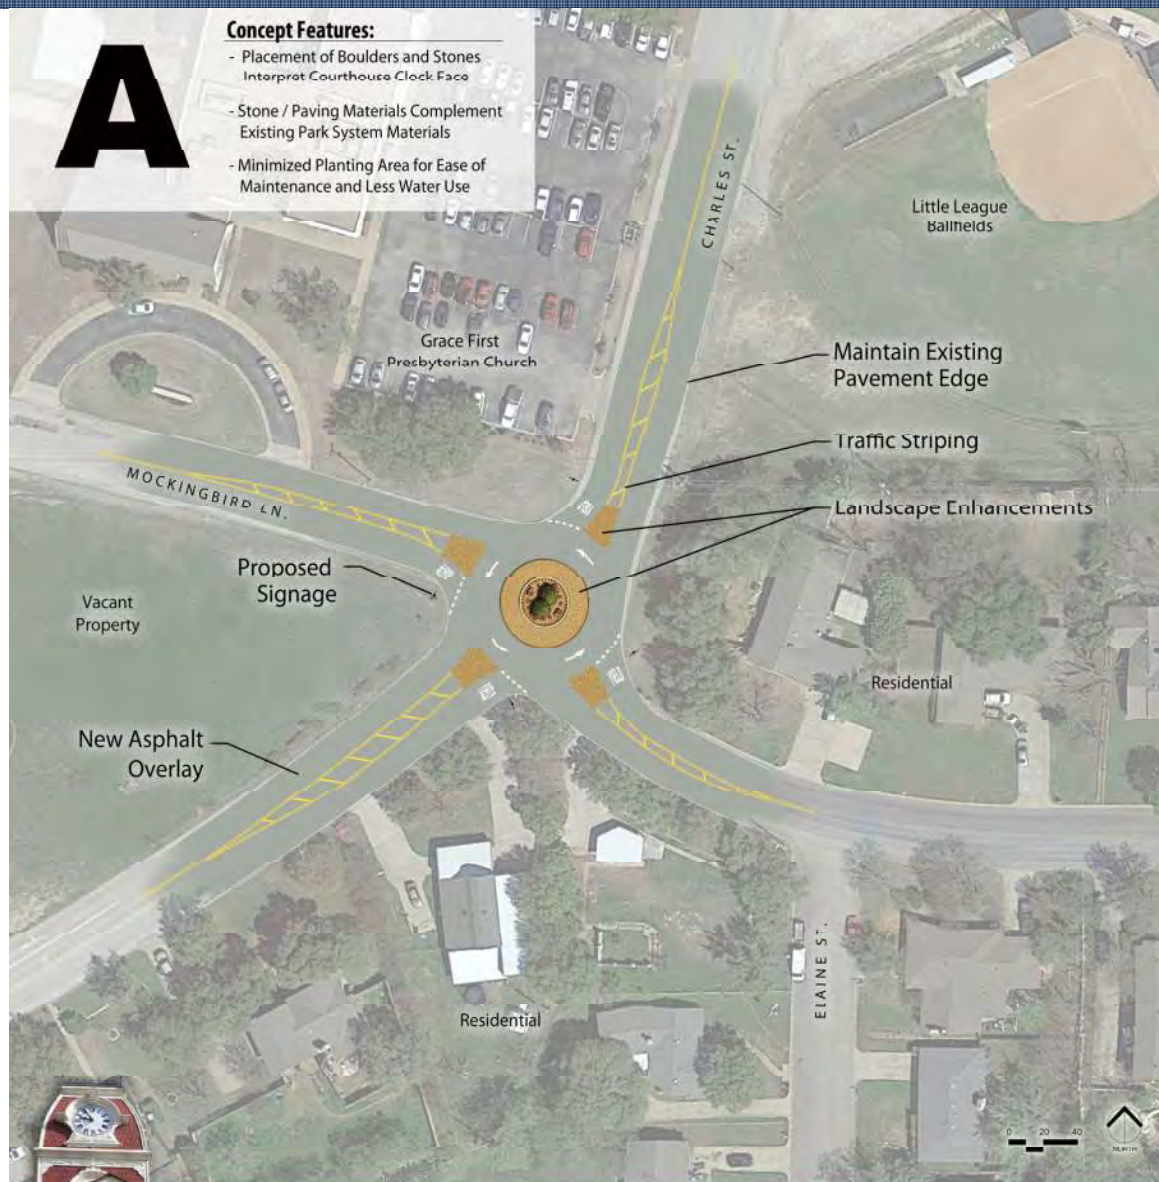 A
Concept Features:
- Placement of Boulders and Stones
Interpret Courthouse Clock Face
- Stone / Paving Materials Complement
Existing Park System Materials
- Minimized Planting Area for Ease of
Maintenance and Less Water Use
CHARLES ST.
Little League
Ballfields
Grace First
Presbyterian Church
Maintain Existing
Pavement Edge
Traffic Striping
MOCKINGBIRD LN.
Landscape Enhancements
Proposed
Signage
Vacant
Property
Residential
New Asphalt
Overlay
ELAINE ST.
Residential
0 20 40
NORTH